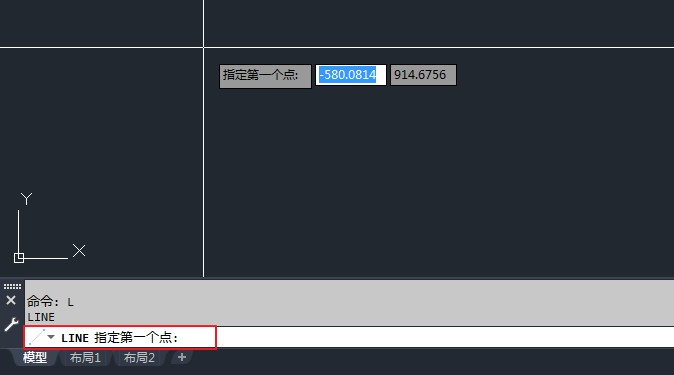 指定第一个点: -580.0814 914.6756
Y
X
命令: L
LINE
LINE 指定第一个点:
模型 布局1 布局2 +